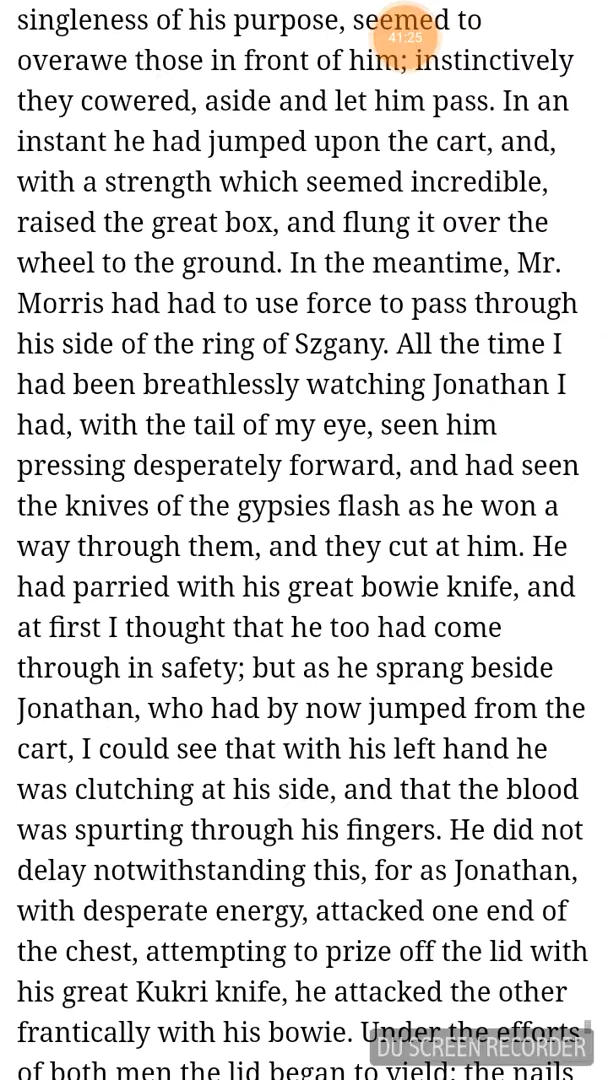 singleness of his purpose, seemed to
41:25
overawe those in front of him; instinctively
they cowered, aside and let him pass. In an
instant he had jumped upon the cart, and,
with a strength which seemed incredible,
raised the great box, and flung it over the
wheel to the ground. In the meantime, Mr.
Morris had had to use force to pass through
his side of the ring of Szgany. All the time I
had been breathlessly watching Jonathan I
had, with the tail of my eye, seen him
pressing desperately forward, and had seen
the knives of the gypsies flash as he won a
way through them, and they cut at him. He
had parried with his great bowie knife, and
at first I thought that he too had come
through in safety; but as he sprang beside
Jonathan, who had by now jumped from the
cart, I could see that with his left hand he
was clutching at his side, and that the blood
was spurting through his fingers. He did not
delay notwithstanding this, for as Jonathan,
with desperate energy, attacked one end of
the chest, attempting to prize off the lid with
his great Kukri knife, he attacked the other
frantically with his bowie. Under the efforts
DU SCREEN RECORDER
of both men the lid began to yield; the nails